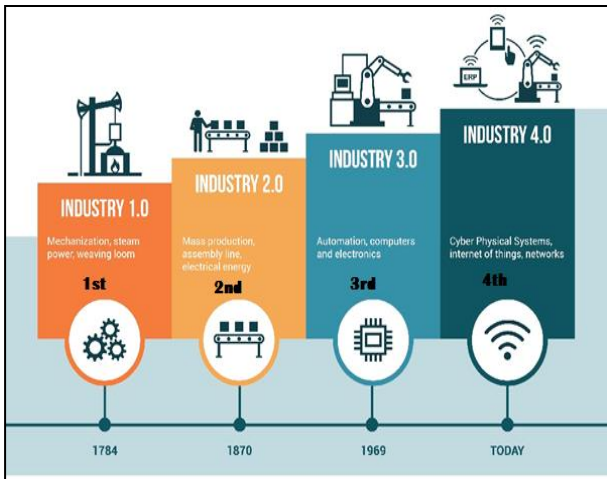 ERP
INDUSTRY 1.0
Mechanization, steam
power, weaving loom
1st
INDUSTRY 2.0
Mass production,
assembly line,
electrical energy
2nd
INDUSTRY 3.0
Automation, computers
and electronics
3rd
INDUSTRY 4.0
Cyber Physical Systems,
internet of things, networks
4th
1784
1870
1969
TODAY